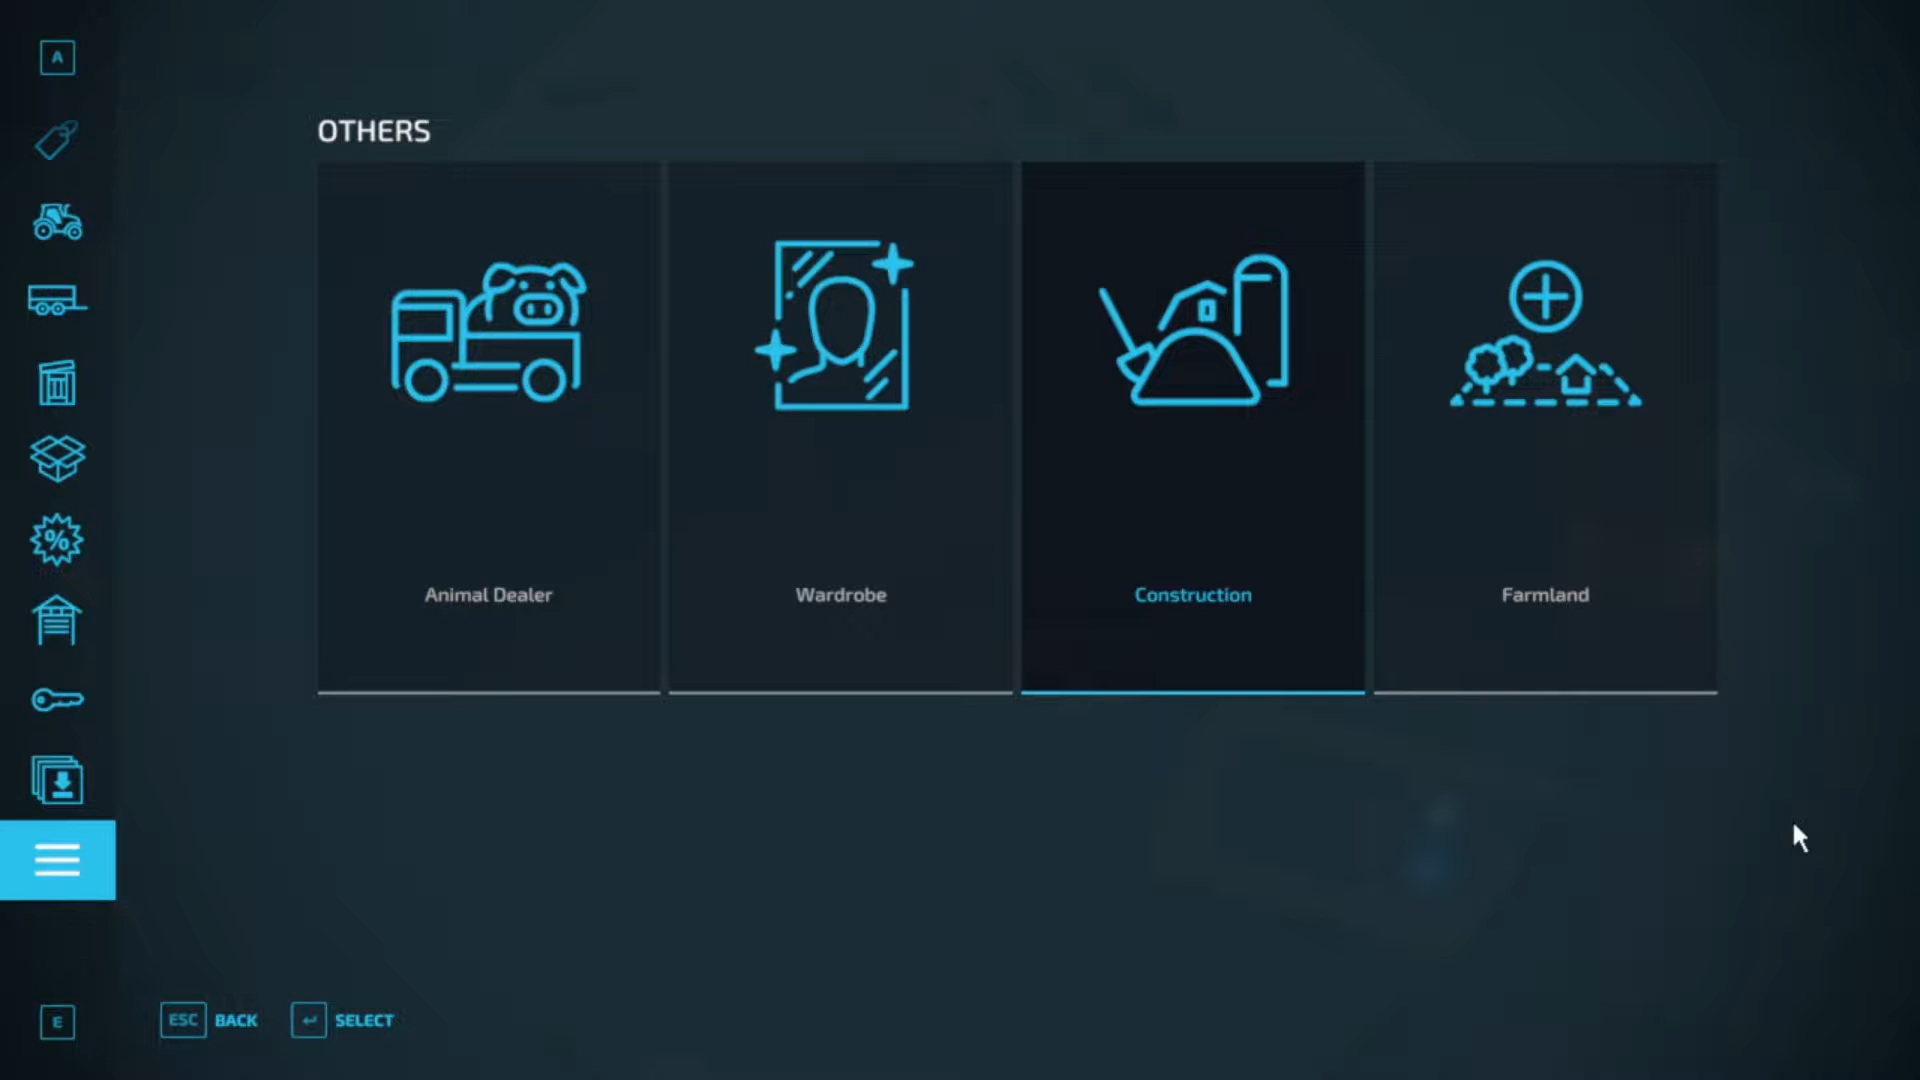 A
OTHERS
%
Animal Dealer
Wardrobe
Construction
Farmland
E
ESC BACK
SELECT